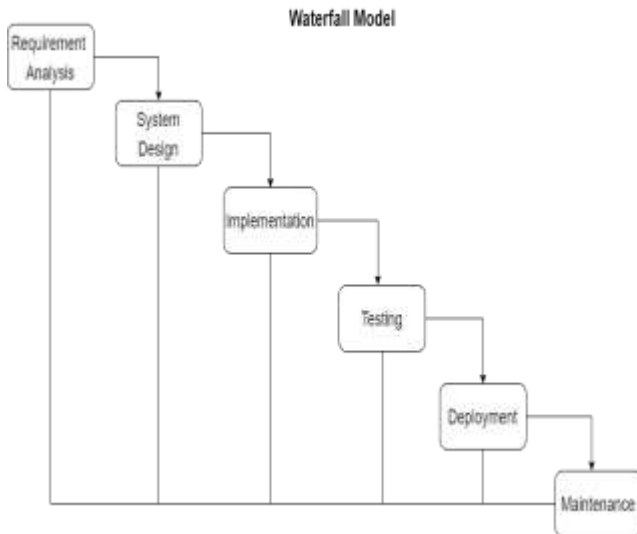 Waterfall Model
Requirement
Analysis
System
Design
Implementation
Testing
Deployment
Maintenance